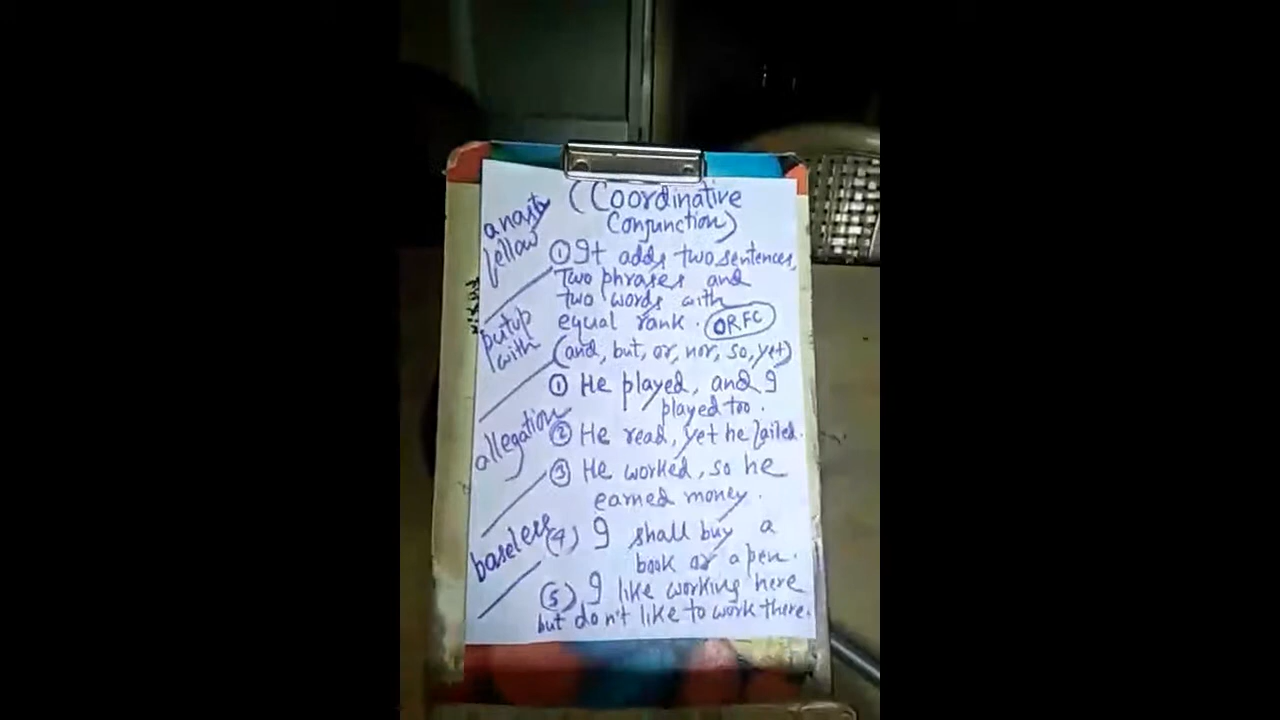 (Coordinative
Conjunction)
① It adds two sentences,
Two phrases and
two words with
equal rank. ORFC
(and, but, or, nor, so, yet)
① He played, and I
played too.
② He read, yet he failed.
③ He worked, so he
earned money.
(4) I shall buy a
book or a pen.
(5) I like working here
but don't like to work there.
a nasty
fellow
put up
with
allegation
baseless